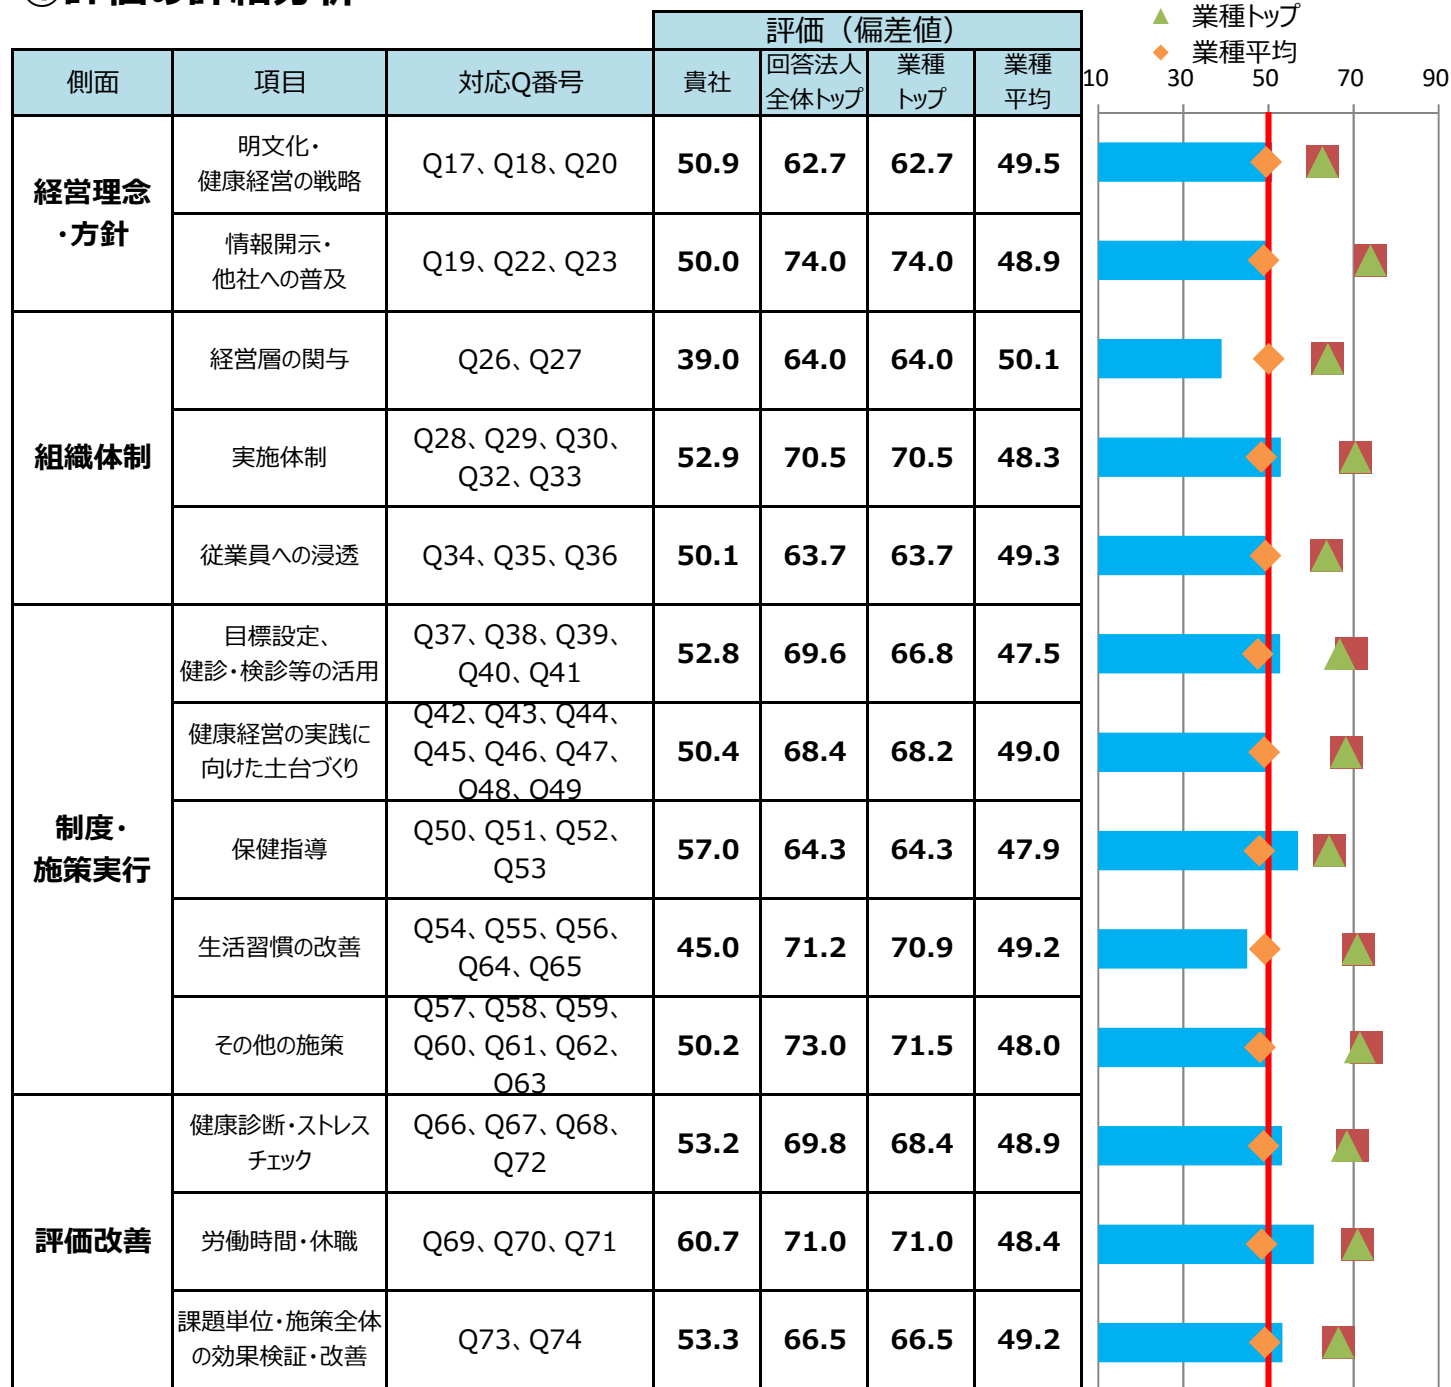 ③評価の詳細分析
業種トップ
業種平均
評価（偏差値）
側面 項目 対応Q番号 貴社 回答法人全体トップ 業種トップ 業種平均
10 30 50 70 90
経営理念・方針
明文化・健康経営の戦略 Q17、Q18、Q20 50.9 62.7 62.7 49.5
情報開示・他社への普及 Q19、Q22、Q23 50.0 74.0 74.0 48.9
組織体制
経営層の関与 Q26、Q27 39.0 64.0 64.0 50.1
実施体制 Q28、Q29、Q30、Q32、Q33 52.9 70.5 70.5 48.3
従業員への浸透 Q34、Q35、Q36 50.1 63.7 63.7 49.3
制度・施策実行
目標設定、健診・検診等の活用 Q37、Q38、Q39、Q40、Q41 52.8 69.6 66.8 47.5
健康経営の実践に向けた土台づくり Q42、Q43、Q44、Q45、Q46、Q47、Q48、Q49 50.4 68.4 68.2 49.0
保健指導 Q50、Q51、Q52、Q53 57.0 64.3 64.3 47.9
生活習慣の改善 Q54、Q55、Q56、Q64、Q65 45.0 71.2 70.9 49.2
その他の施策 Q57、Q58、Q59、Q60、Q61、Q62、Q63 50.2 73.0 71.5 48.0
評価改善
健康診断・ストレスチェック Q66、Q67、Q68、Q72 53.2 69.8 68.4 48.9
労働時間・休職 Q69、Q70、Q71 60.7 71.0 71.0 48.4
課題単位・施策全体の効果検証・改善 Q73、Q74 53.3 66.5 66.5 49.2